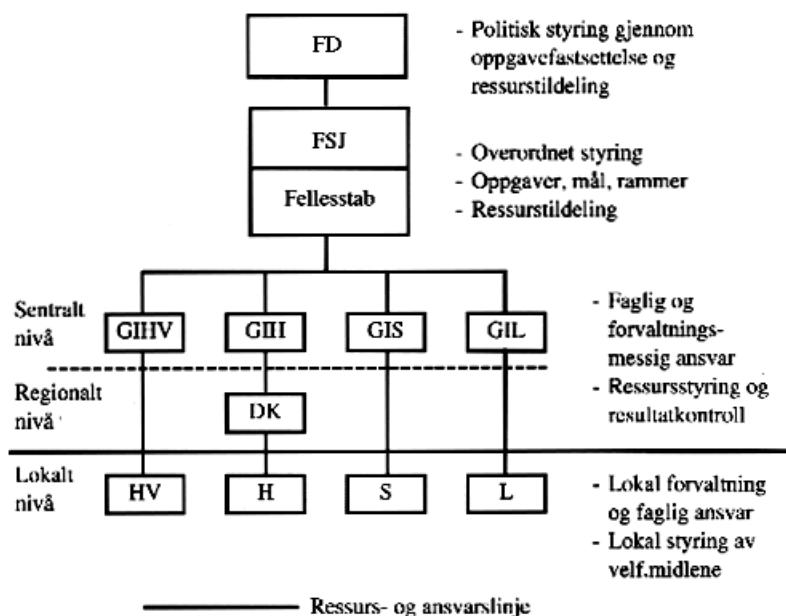 FD
- Politisk styring gjennom
oppgavefastsettelse og
ressurstildeling
FSJ
Fellesstab
- Overordnet styring
- Oppgaver, mål, rammer
- Ressurstildeling
Sentralt
nivå
GIHV
GIH
GIS
GIL
- Faglig og
forvaltnings-
messig ansvar
- Ressursstyring og
resultatkontroll
Regionalt
nivå
DK
Lokalt
nivå
HV
H
S
L
- Lokal forvaltning
og faglig ansvar
- Lokal styring av
velf.midlene
Ressurs- og ansvarslinje